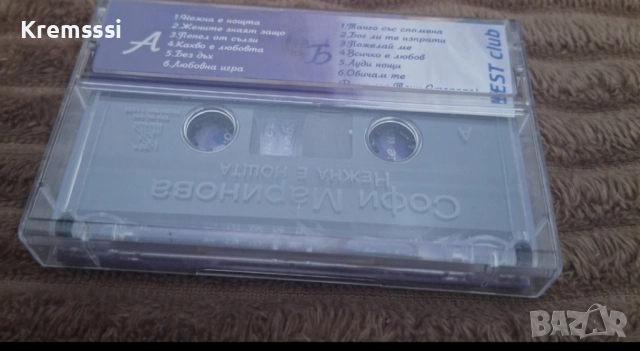 Kremsssi
А
1.Нежна е нощта
2.Жените знаят защо
3.Пепел от сълзи
4.Какво е любовта
5.Без дъх
6.Любовна игра
Б
1.Танго със спомена
2.Бог ли те изпрати
3.Пожелай ме
4.Всичко е любов
5.Луди нощи
6.Обичам те
BEST club
А
НЕЖНА Е НОЩТА
Софи Маринова
BAZAR